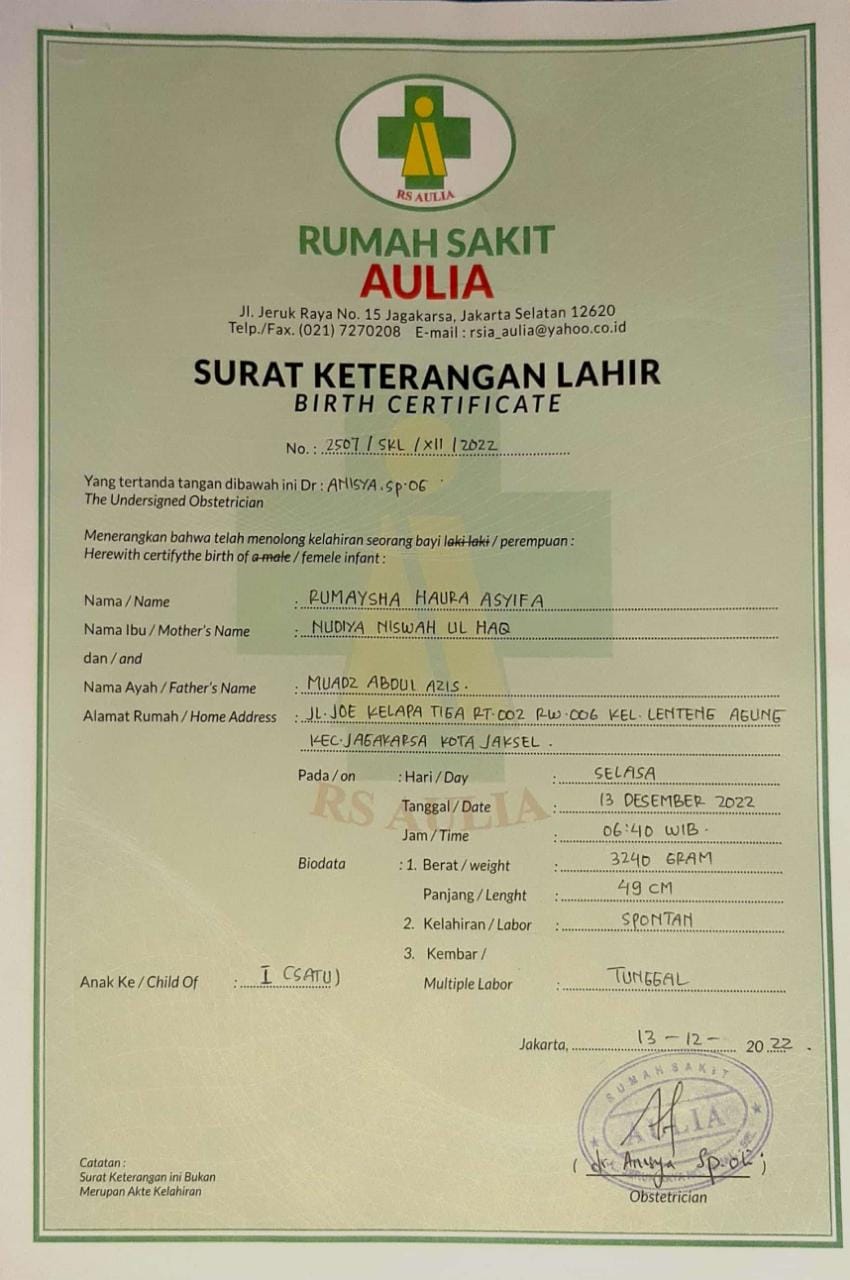 RS AULIA
RUMAH SAKIT
AULIA
Jl. Jeruk Raya No. 15 Jagakarsa, Jakarta Selatan 12620
Telp./Fax. (021) 7270208 E-mail : rsia_aulia@yahoo.co.id
SURAT KETERANGAN LAHIR
BIRTH CERTIFICATE
No. : 2507 / SKL / XII / 2022
Yang tertanda tangan dibawah ini Dr : ANISYA.Sp.OG
The Undersigned Obstetrician
Menerangkan bahwa telah menolong kelahiran seorang bayi laki laki / perempuan :
Herewith certifythe birth of a male / femele infant :
Nama / Name : RUMAYSHA HAURA ASYIFA
Nama Ibu / Mother's Name : NUDIYA NISWAH UL HAQ
dan / and
Nama Ayah / Father's Name : MUADZ ABDUL AZIS.
Alamat Rumah / Home Address : JL. JOE KELAPA TIGA RT.002 RW.006 KEL. LENTENG AGUNG
KEC.JAGAKARSA KOTA JAKSEL .
Pada / on : Hari / Day : SELASA
RS AULIA
Tanggal / Date : 13 DESEMBER 2022
Jam / Time : 06:40 WIB.
Biodata : 1. Berat / weight : 3240 GRAM
Panjang / Lenght : 49 CM
2. Kelahiran / Labor : SPONTAN
3. Kembar /
Anak Ke / Child Of : I (SATU) Multiple Labor : TUNGGAL
Jakarta, 13 - 12 - 20 22 .
RUMAH SAKIT
AULIA
( dr. Anisya Sp.OG )
Obstetrician
Catatan :
Surat Keterangan ini Bukan
Merupan Akte Kelahiran